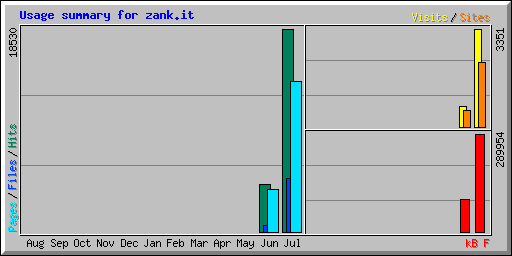 Usage summary for zank.it
Visits/Sites
18530
3351
Pages/Files/Hits
289954
Aug Sep Oct Nov Dec Jan Feb Mar Apr May Jun Jul
kB F